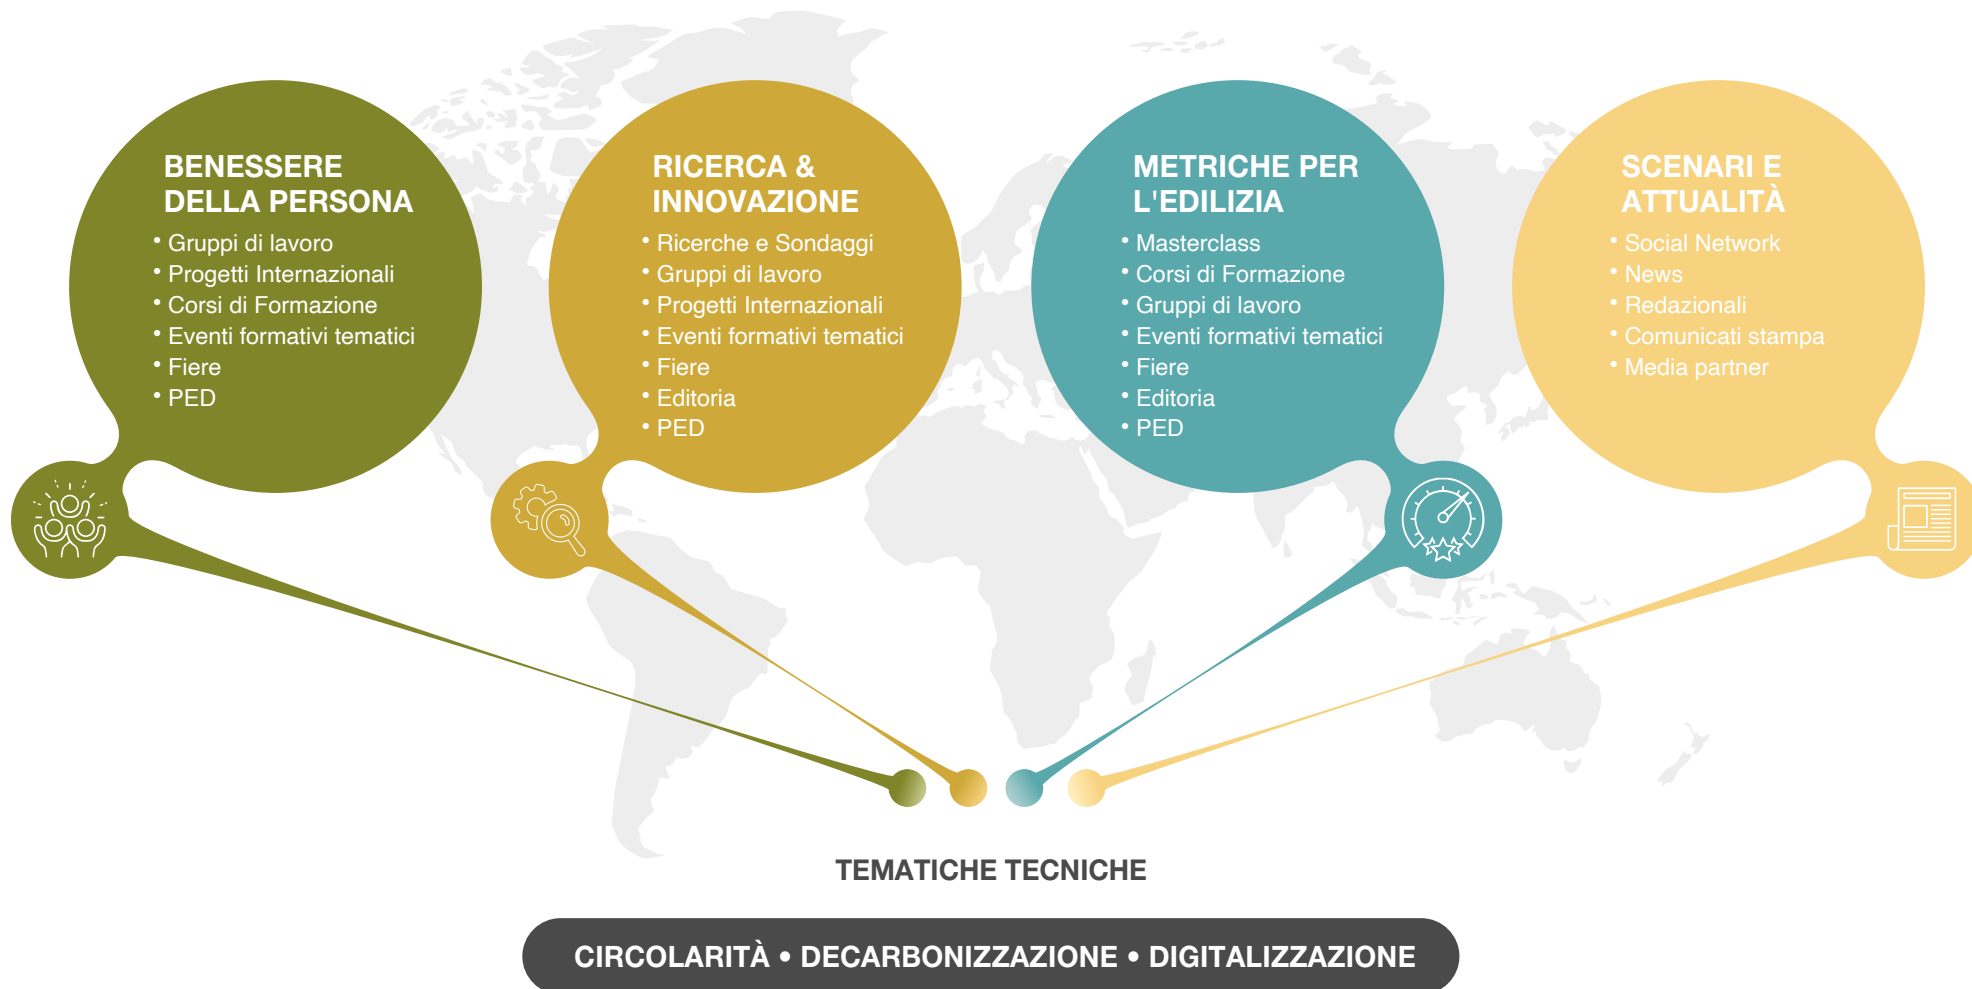 BENESSERE
DELLA PERSONA
• Gruppi di lavoro
• Progetti Internazionali
• Corsi di Formazione
• Eventi formativi tematici
• Fiere
• PED
RICERCA &
INNOVAZIONE
• Ricerche e Sondaggi
• Gruppi di lavoro
• Progetti Internazionali
• Eventi formativi tematici
• Fiere
• Editoria
• PED
METRICHE PER
L'EDILIZIA
• Masterclass
• Corsi di Formazione
• Gruppi di lavoro
• Eventi formativi tematici
• Fiere
• Editoria
• PED
SCENARI E
ATTUALITÀ
• Social Network
• News
• Redazionali
• Comunicati stampa
• Media partner
TEMATICHE TECNICHE
CIRCOLARITÀ • DECARBONIZZAZIONE • DIGITALIZZAZIONE